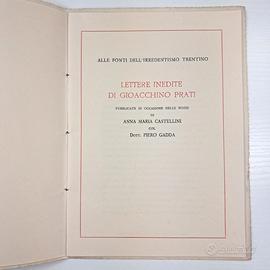 ALLE FONTI DELL'IRREDENTISMO TRENTINO
LETTERE INEDITE
DI GIOACCHINO PRATI
PUBBLICATE IN OCCASIONE DELLE NOZZE
DI
ANNA MARIA CASTELLINI
COL
DOTT. PIERO GADDA